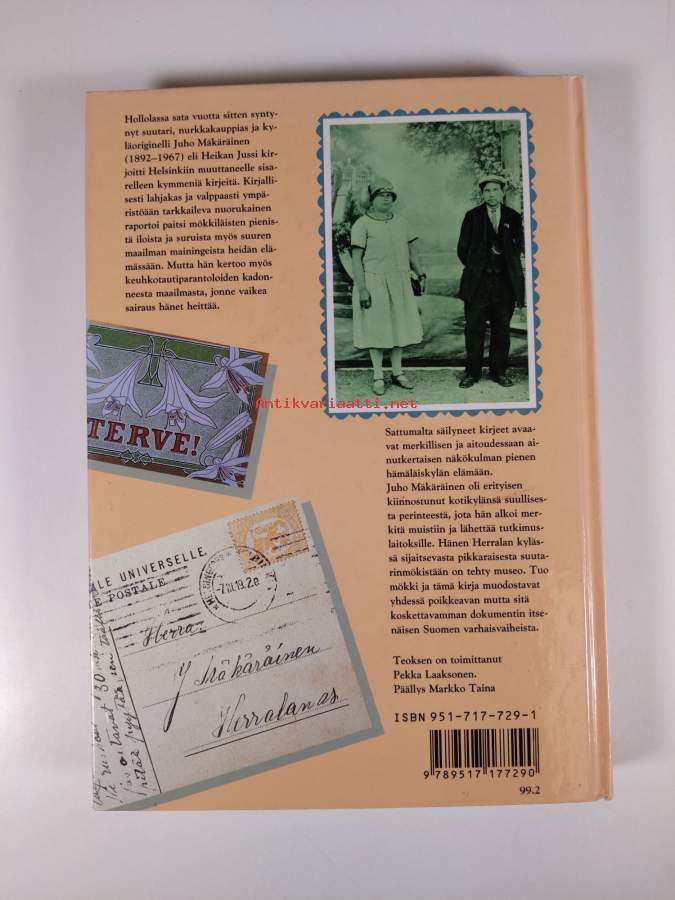 Hollolassa sata vuotta sitten synty-
nyt suutari, nurkkakauppias ja ky-
läoriginelli Juho Mäkäräinen
(1892–1967) eli Heikan Jussi kir-
joitti Helsinkiin muuttaneelle sisa-
relleen kymmeniä kirjeitä. Kirjalli-
sesti lahjakas ja valppaasti ympä-
ristöään tarkkaileva nuorukainen
raportoi paitsi mökkiläisten pienis-
tä iloista ja suruista myös suuren
maailman mainingeista heidän elä-
mässään. Mutta hän kertoo myös
keuhkotautiparantoloiden kadon-
neesta maailmasta, jonne vaikea
sairaus hänet heittää.
TERVE!
Antikvariaatti.net
Sattumalta säilyneet kirjeet avaa-
vat merkillisen ja aitoudessaan ai-
nutkertaisen näkökulman pienen
hämäläiskylän elämään.
Juho Mäkäräinen oli erityisen
kiinnostunut kotikylänsä suullises-
ta perinteestä, jota hän alkoi mer-
kitä muistiin ja lähettää tutkimus-
laitoksille. Hänen Herralan kyläs-
sä sijaitsevasta pikkaraisesta suuta-
rinmökistään on tehty museo. Tuo
mökki ja tämä kirja muodostavat
yhdessä poikkeavan mutta sitä
koskettavamman dokumentin itse-
näisen Suomen varhaisvaiheista.
Teoksen on toimittanut
Pekka Laaksonen.
Päällys Markko Taina
ALE UNIVERSELLE.
POSTALE
-7.III.19.2e
Herra
J Mäkäräinen
Herralan as.
ISBN 951-717-729-1
9 789517 177290
99.2